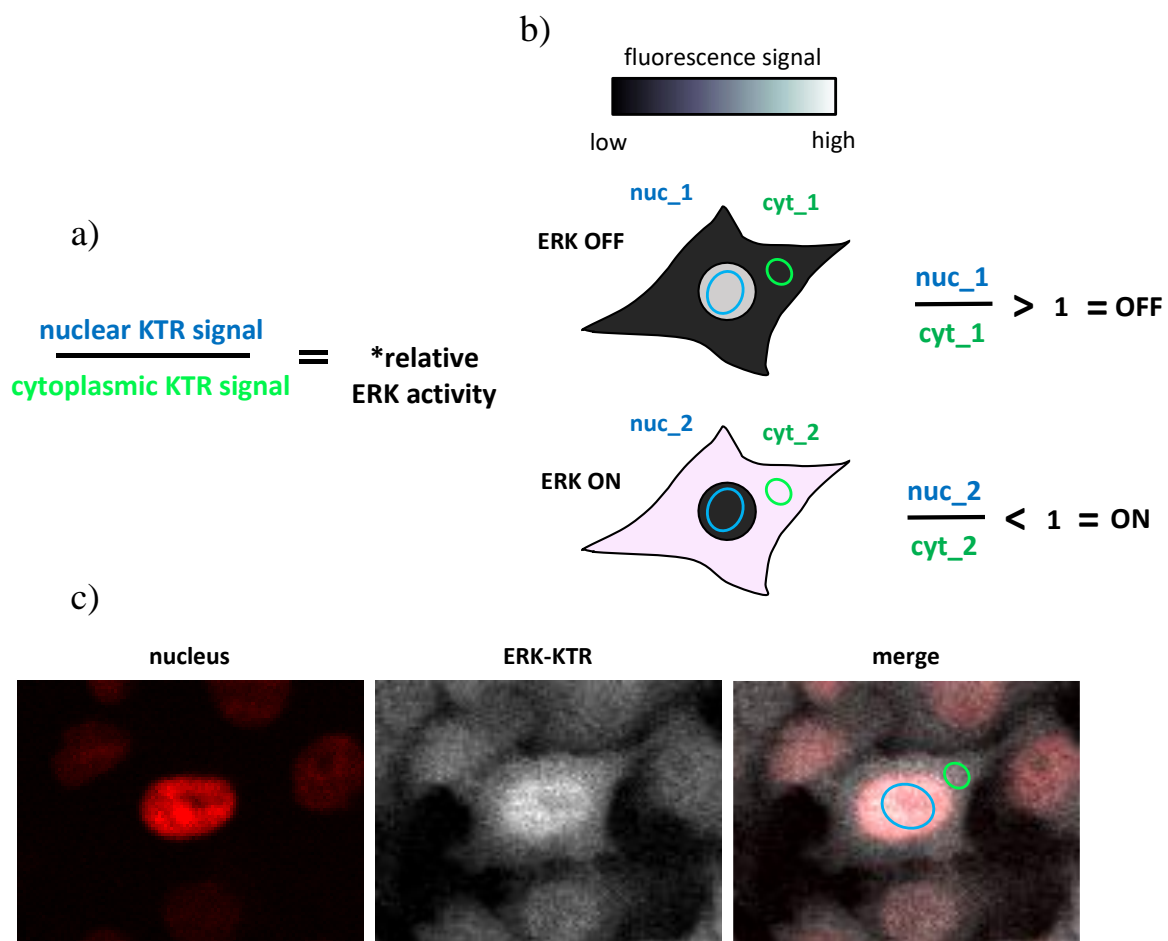 a)
nuclear KTR signal
cytoplasmic KTR signal
=
*relative
ERK activity
b)
fluorescence signal
low high
nuc_1 cyt_1
ERK OFF
nuc_1
cyt_1
> 1 = OFF
nuc_2 cyt_2
ERK ON
nuc_2
cyt_2
< 1 = ON
c)
nucleus ERK-KTR merge